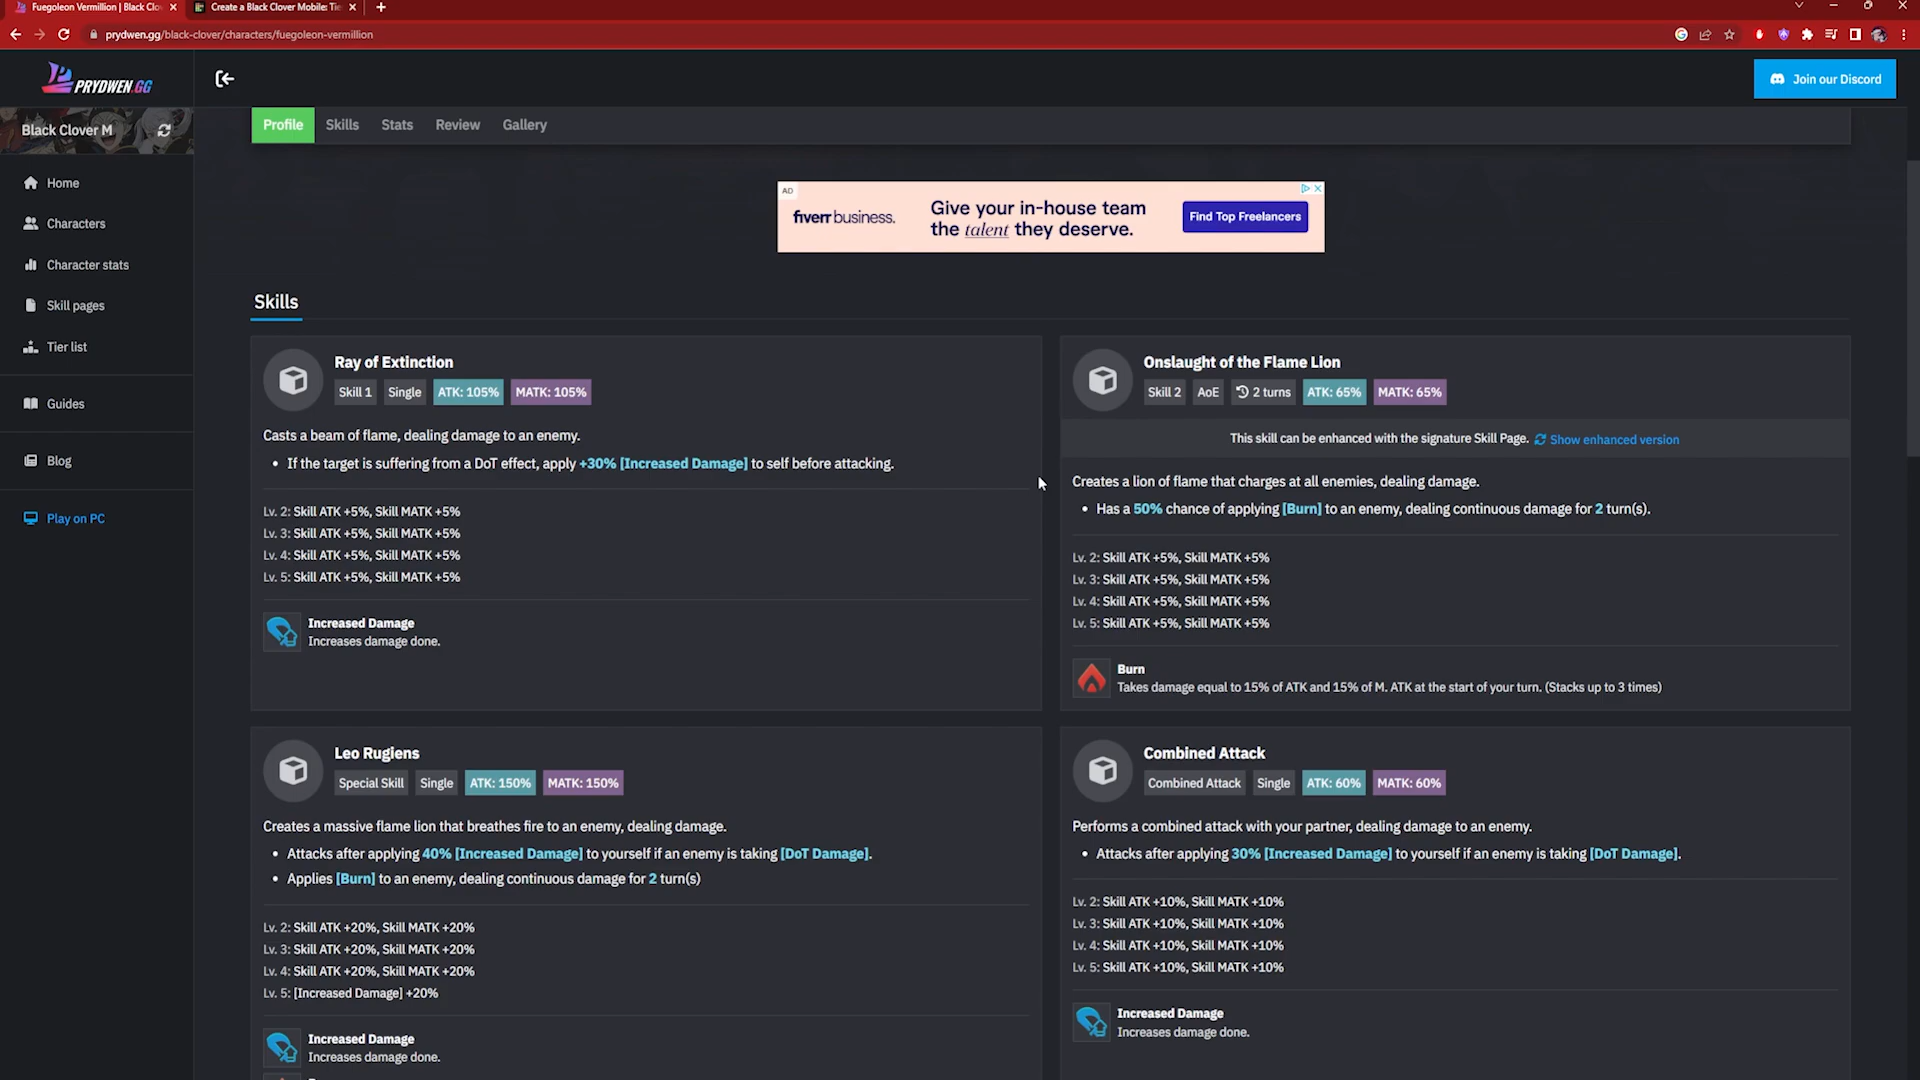 Fuegoleon Vermillion | Black Clo
Create a Black Clover Mobile: Tie
prydwen.gg/black-clover/characters/fuegoleon-vermillion
PRYDWEN.GG
Join our Discord
Black Clover M
Home
Characters
Character stats
Skill pages
Tier list
Guides
Blog
Play on PC
Profile Skills Stats Review Gallery
AD
fiverr business.
Give your in-house team
the talent they deserve.
Find Top Freelancers
Skills
Ray of Extinction
Skill 1 Single ATK: 105% MATK: 105%
Casts a beam of flame, dealing damage to an enemy.
• If the target is suffering from a DoT effect, apply +30% [Increased Damage] to self before attacking.
Lv. 2: Skill ATK +5%, Skill MATK +5%
Lv. 3: Skill ATK +5%, Skill MATK +5%
Lv. 4: Skill ATK +5%, Skill MATK +5%
Lv. 5: Skill ATK +5%, Skill MATK +5%
Increased Damage
Increases damage done.
Onslaught of the Flame Lion
Skill 2 AoE 2 turns ATK: 65% MATK: 65%
This skill can be enhanced with the signature Skill Page. Show enhanced version
Creates a lion of flame that charges at all enemies, dealing damage.
• Has a 50% chance of applying [Burn] to an enemy, dealing continuous damage for 2 turn(s).
Lv. 2: Skill ATK +5%, Skill MATK +5%
Lv. 3: Skill ATK +5%, Skill MATK +5%
Lv. 4: Skill ATK +5%, Skill MATK +5%
Lv. 5: Skill ATK +5%, Skill MATK +5%
Burn
Takes damage equal to 15% of ATK and 15% of M. ATK at the start of your turn. (Stacks up to 3 times)
Leo Rugiens
Special Skill Single ATK: 150% MATK: 150%
Creates a massive flame lion that breathes fire to an enemy, dealing damage.
• Attacks after applying 40% [Increased Damage] to yourself if an enemy is taking [DoT Damage].
• Applies [Burn] to an enemy, dealing continuous damage for 2 turn(s)
Lv. 2: Skill ATK +20%, Skill MATK +20%
Lv. 3: Skill ATK +20%, Skill MATK +20%
Lv. 4: Skill ATK +20%, Skill MATK +20%
Lv. 5: [Increased Damage] +20%
Increased Damage
Increases damage done.
Combined Attack
Combined Attack Single ATK: 60% MATK: 60%
Performs a combined attack with your partner, dealing damage to an enemy.
• Attacks after applying 30% [Increased Damage] to yourself if an enemy is taking [DoT Damage].
Lv. 2: Skill ATK +10%, Skill MATK +10%
Lv. 3: Skill ATK +10%, Skill MATK +10%
Lv. 4: Skill ATK +10%, Skill MATK +10%
Lv. 5: Skill ATK +10%, Skill MATK +10%
Increased Damage
Increases damage done.